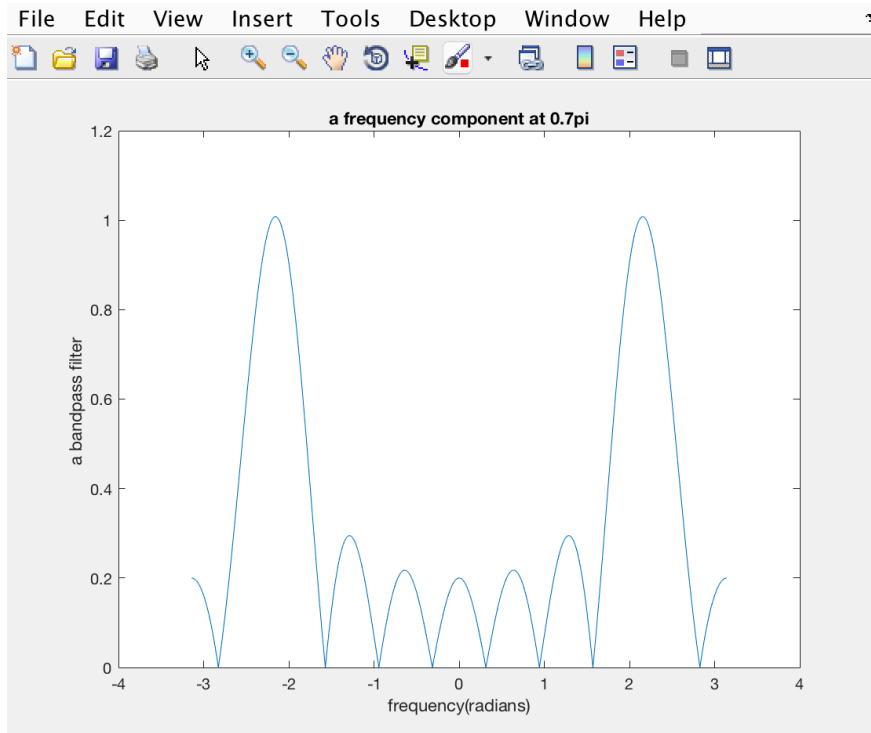 File Edit View Insert Tools Desktop Window Help
a frequency component at 0.7pi
1.2
1
0.8
0.6
0.4
0.2
0
a bandpass filter
-4 -3 -2 -1 0 1 2 3 4
frequency(radians)